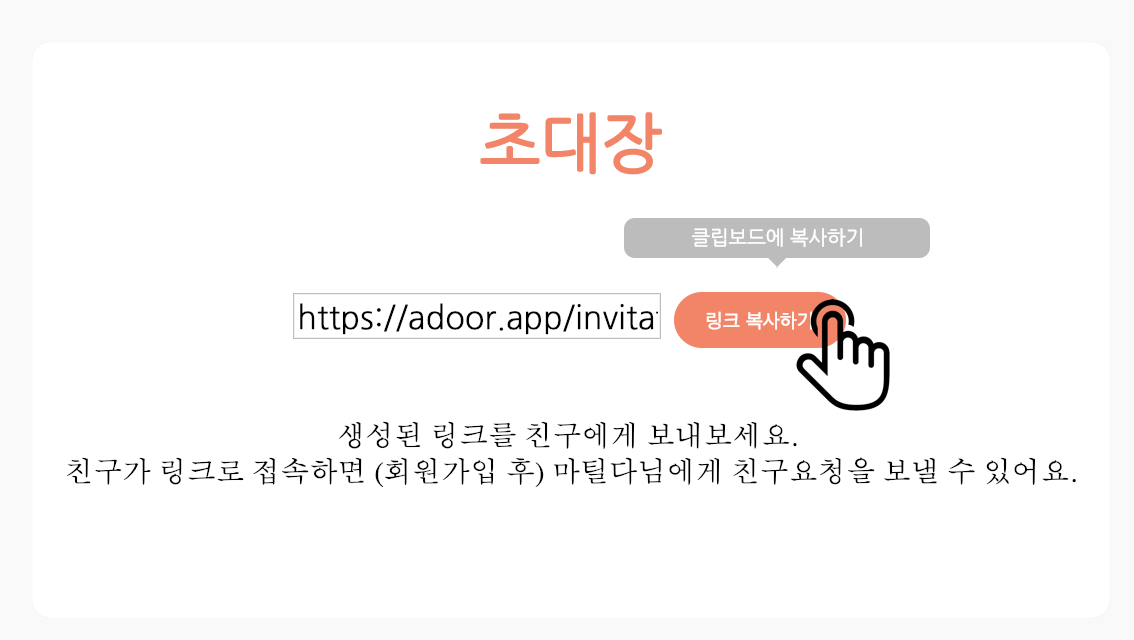 초대장
클립보드에 복사하기
https://adoor.app/invita
링크 복사하기
생성된 링크를 친구에게 보내보세요.
친구가 링크로 접속하면 (회원가입 후) 마틸다님에게 친구요청을 보낼 수 있어요.